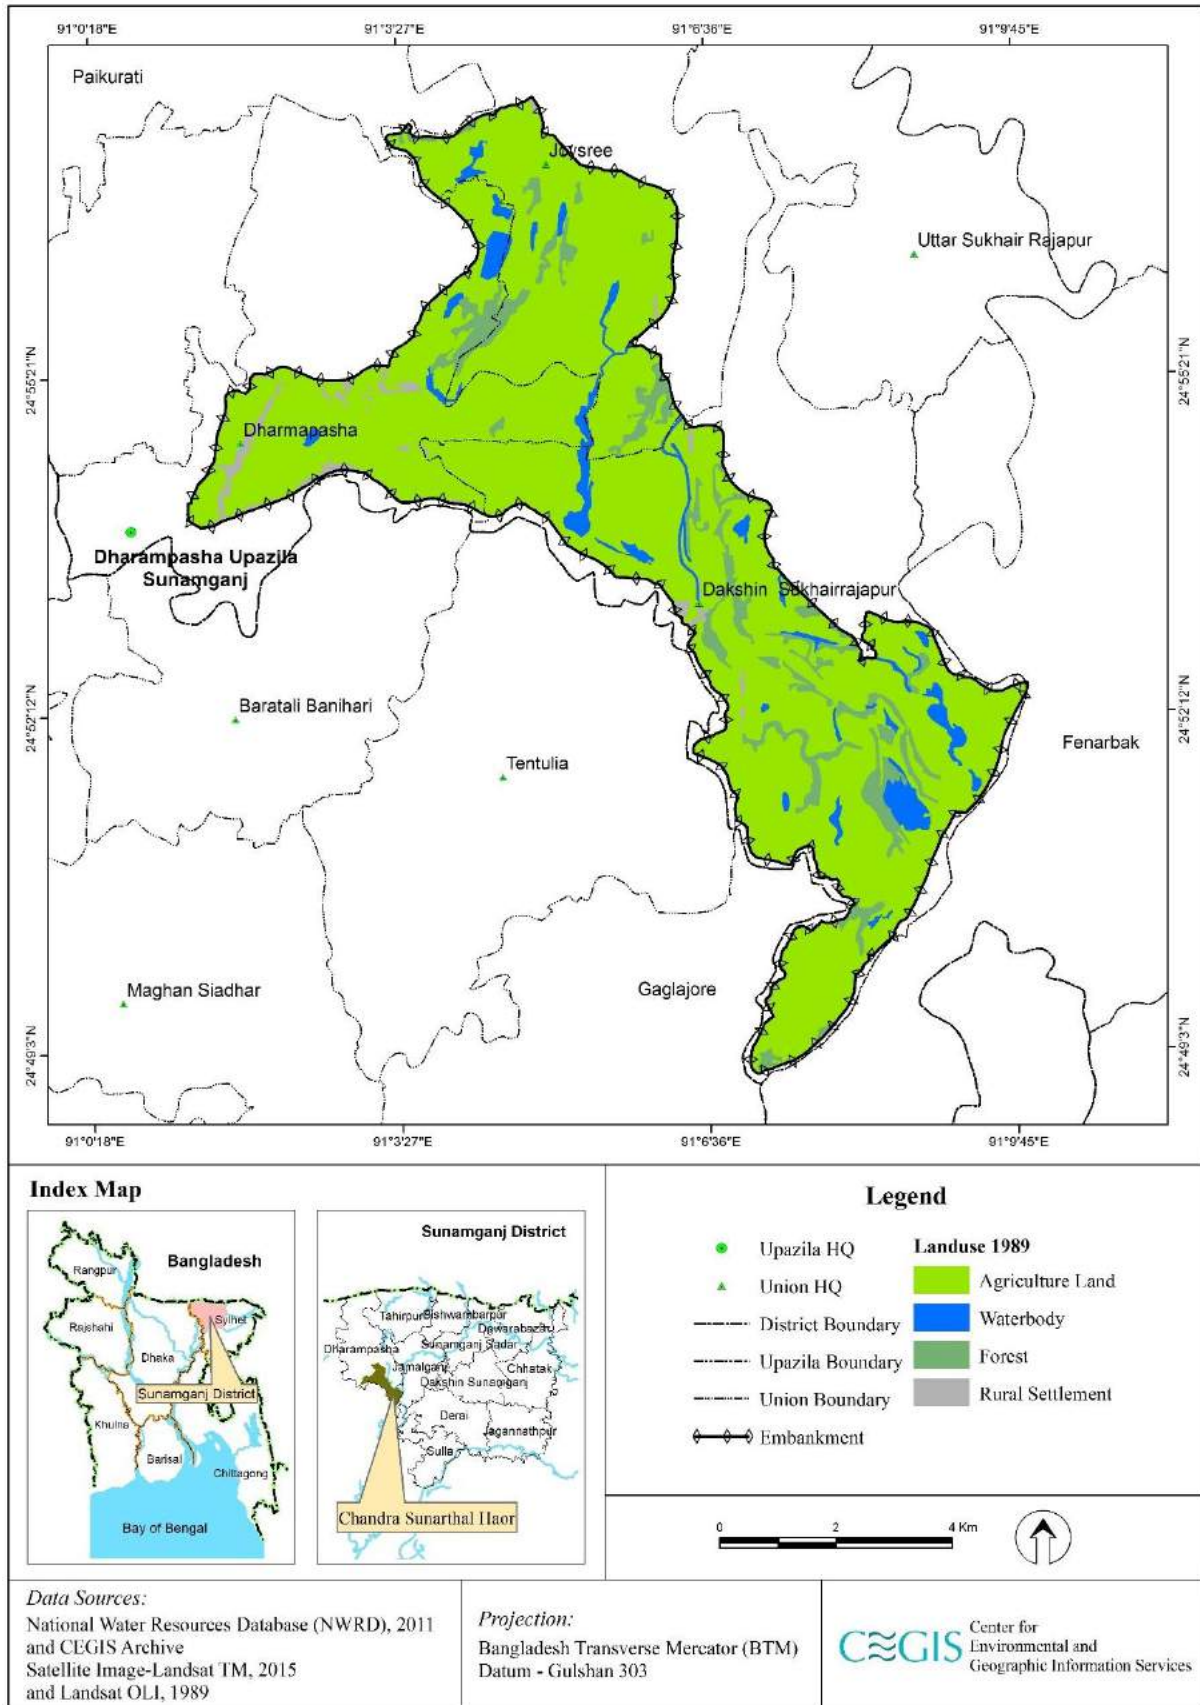 91°0'18"E 91°3'27"E 91°6'36"E 91°9'45"E
Paikurati
Joysree
Uttar Sukhair Rajapur
24°55'21"N 24°55'21"N
Dharmapasha
Dharampasha Upazila
Sunamganj
Dakshin Sukhairrajapur
24°52'12"N 24°52'12"N
Baratali Banihari
Fenarbak
Tentulia
Maghan Siadhar
Gaglajore
24°49'3"N 24°49'3"N
91°0'18"E 91°3'27"E 91°6'36"E 91°9'45"E
Index Map
Bangladesh
Rangpur
Rajshahi
Sylhet
Dhaka
Sunamganj District
Khulna
Barisal
Chittagong
Bay of Bengal
Sunamganj District
Tahirpur
Bishwambarpur
Dawarabazar
Dharampasha
Sunamganj Sadar
Jamalganj
Chhatak
Dakshin Sunamganj
Derai
Jagannathpur
Sulla
Chandra Sunarthal Haor
Legend
Upazila HQ
Union HQ
District Boundary
Upazila Boundary
Union Boundary
Embankment
Landuse 1989
Agriculture Land
Waterbody
Forest
Rural Settlement
0 2 4 Km
Data Sources:
National Water Resources Database (NWRD), 2011
and CEGIS Archive
Satellite Image-Landsat TM, 2015
and Landsat OLI, 1989
Projection:
Bangladesh Transverse Mercator (BTM)
Datum - Gulshan 303
CEGIS
Center for
Environmental and
Geographic Information Services